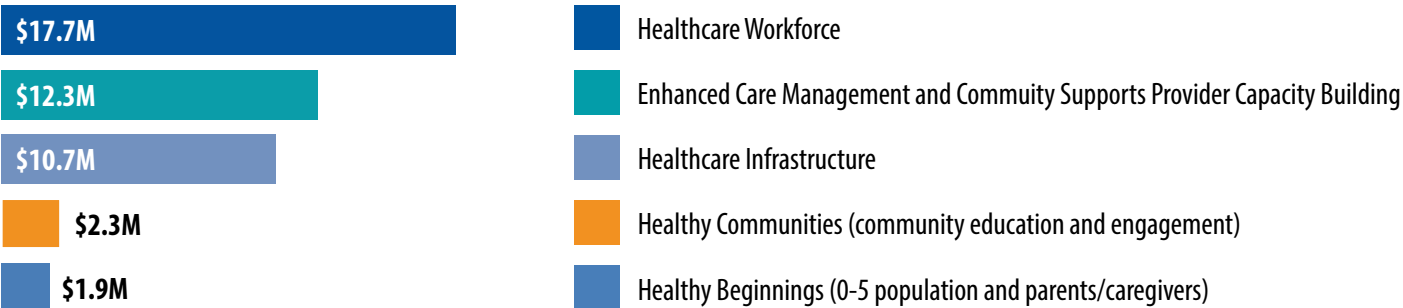 $17.7M Healthcare Workforce
$12.3M Enhanced Care Management and Commuity Supports Provider Capacity Building
$10.7M Healthcare Infrastructure
$2.3M Healthy Communities (community education and engagement)
$1.9M Healthy Beginnings (0-5 population and parents/caregivers)